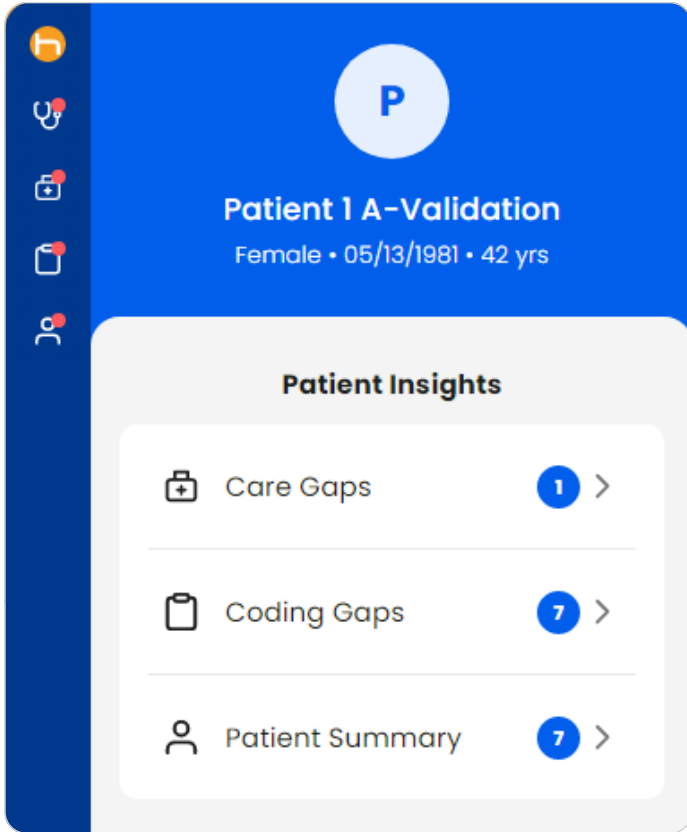 P
Patient 1 A-Validation
Female • 05/13/1981 • 42 yrs
Patient Insights
Care Gaps 1
Coding Gaps 7
Patient Summary 7